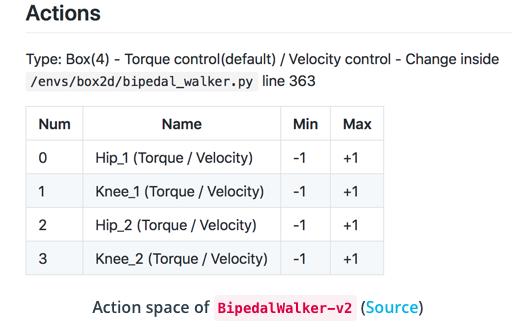 Actions
Type: Box(4) - Torque control(default) / Velocity control - Change inside
/envs/box2d/bipedal_walker.py line 363
Num Name Min Max
0 Hip_1 (Torque / Velocity) -1 +1
1 Knee_1 (Torque / Velocity) -1 +1
2 Hip_2 (Torque / Velocity) -1 +1
3 Knee_2 (Torque / Velocity) -1 +1
Action space of BipedalWalker-v2 (Source)